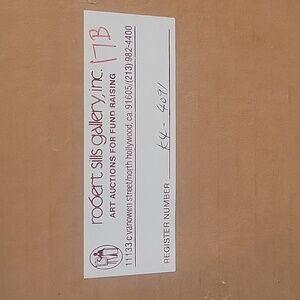 robert sills gallery, inc. 17B
ART AUCTIONS FOR FUND RAISING
11133 c vanowen street/north hollywood, ca. 91605/(213) 982-4400
REGISTER NUMBER K4-4091